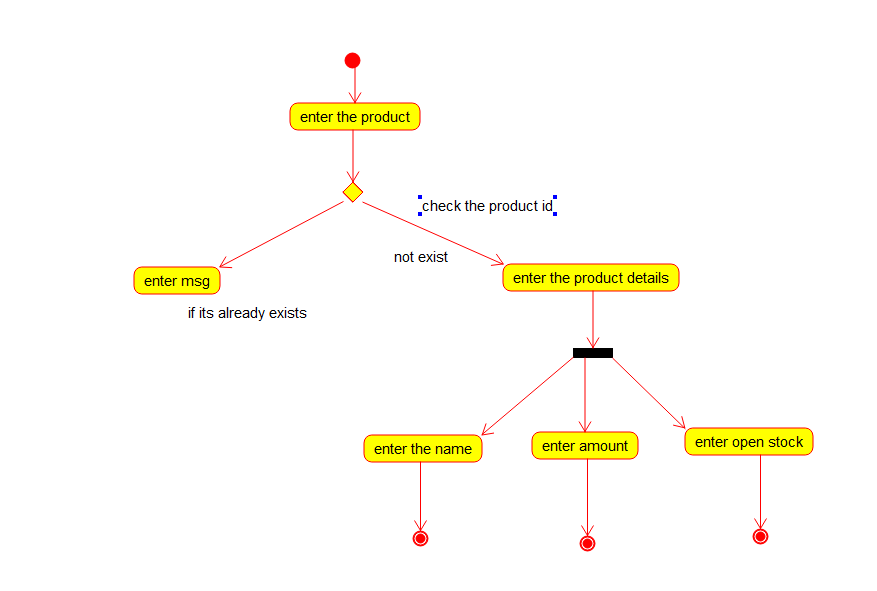 enter the product
check the product id
not exist
enter msg
enter the product details
if its already exists
enter the name
enter amount
enter open stock